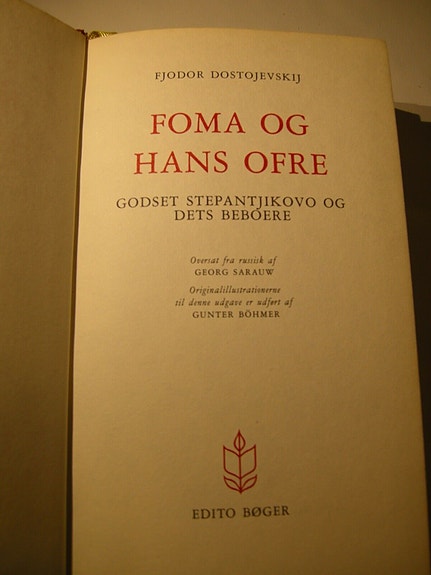 FJODOR DOSTOJEVSKIJ
FOMA OG
HANS OFRE
GODSET STEPANTJIKOVO OG
DETS BEBOERE
Oversat fra russisk af
GEORG SARAUW
Originalillustrationerne
til denne udgave er udført af
GUNTER BÖHMER
EDITO BØGER